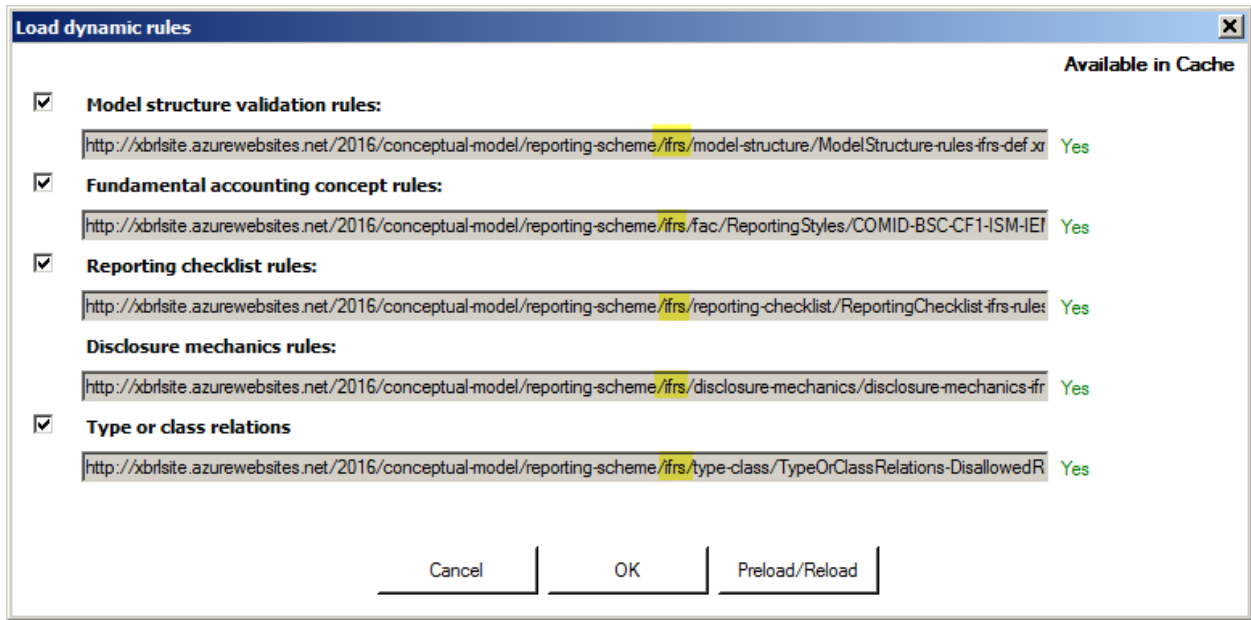 Load dynamic rules
Available in Cache
Model structure validation rules:
http://xbrlsite.azurewebsites.net/2016/conceptual-model/reporting-scheme/ifrs/model-structure/ModelStructure-rules-ifrs-def.xr Yes
Fundamental accounting concept rules:
http://xbrlsite.azurewebsites.net/2016/conceptual-model/reporting-scheme/ifrs/fac/ReportingStyles/COMID-BSC-CF1-ISM-IEM Yes
Reporting checklist rules:
http://xbrlsite.azurewebsites.net/2016/conceptual-model/reporting-scheme/ifrs/reporting-checklist/ReportingChecklist-ifrs-rules Yes
Disclosure mechanics rules:
http://xbrlsite.azurewebsites.net/2016/conceptual-model/reporting-scheme/ifrs/disclosure-mechanics/disclosure-mechanics-ifr Yes
Type or class relations
http://xbrlsite.azurewebsites.net/2016/conceptual-model/reporting-scheme/ifrs/type-class/TypeOrClassRelations-DisallowedR Yes
Cancel OK Preload/Reload